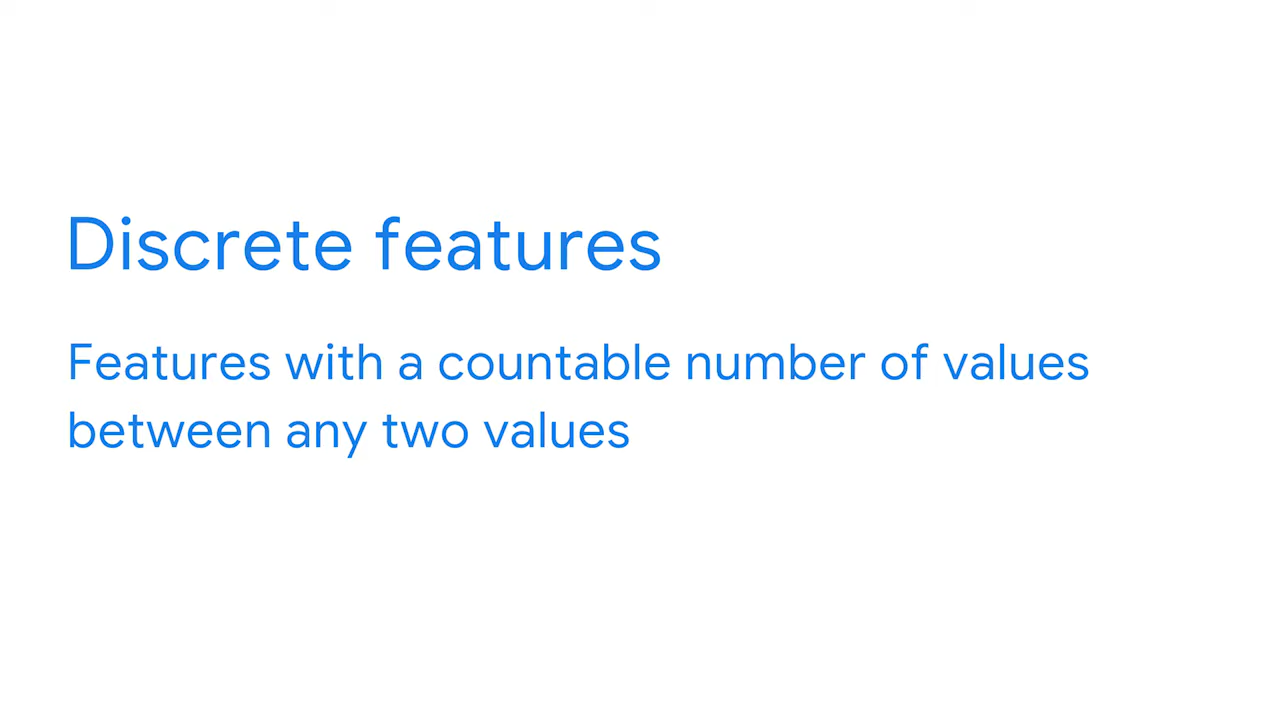 Discrete features
Features with a countable number of values
between any two values